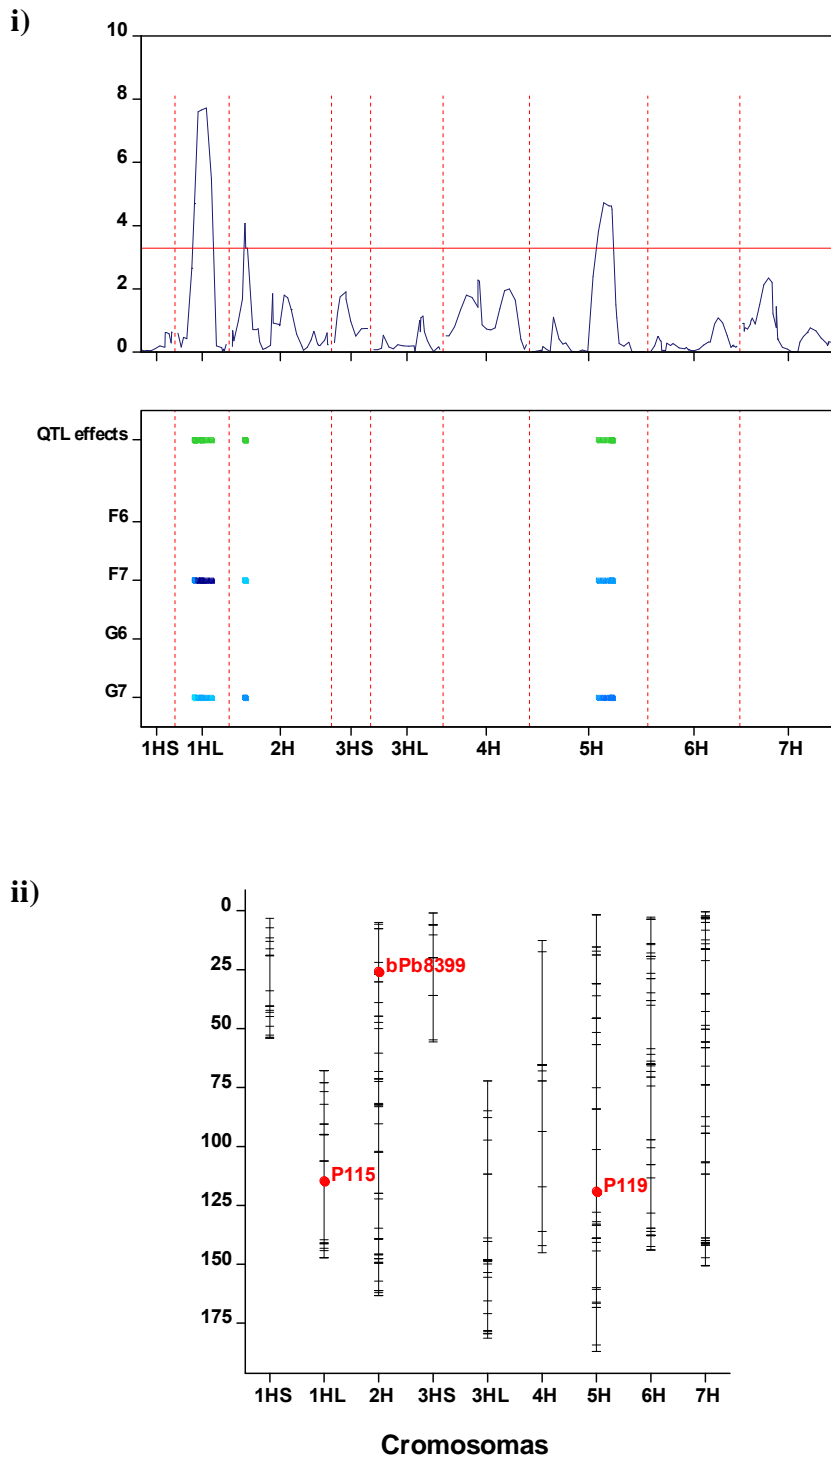 i)
10
8
6
4
2
0
QTL effects
F6
F7
G6
G7
1HS 1HL 2H 3HS 3HL 4H 5H 6H 7H
ii)
0
25
50
75
100
125
150
175
bPb8399
P115
P119
1HS 1HL 2H 3HS 3HL 4H 5H 6H 7H
Cromosomas